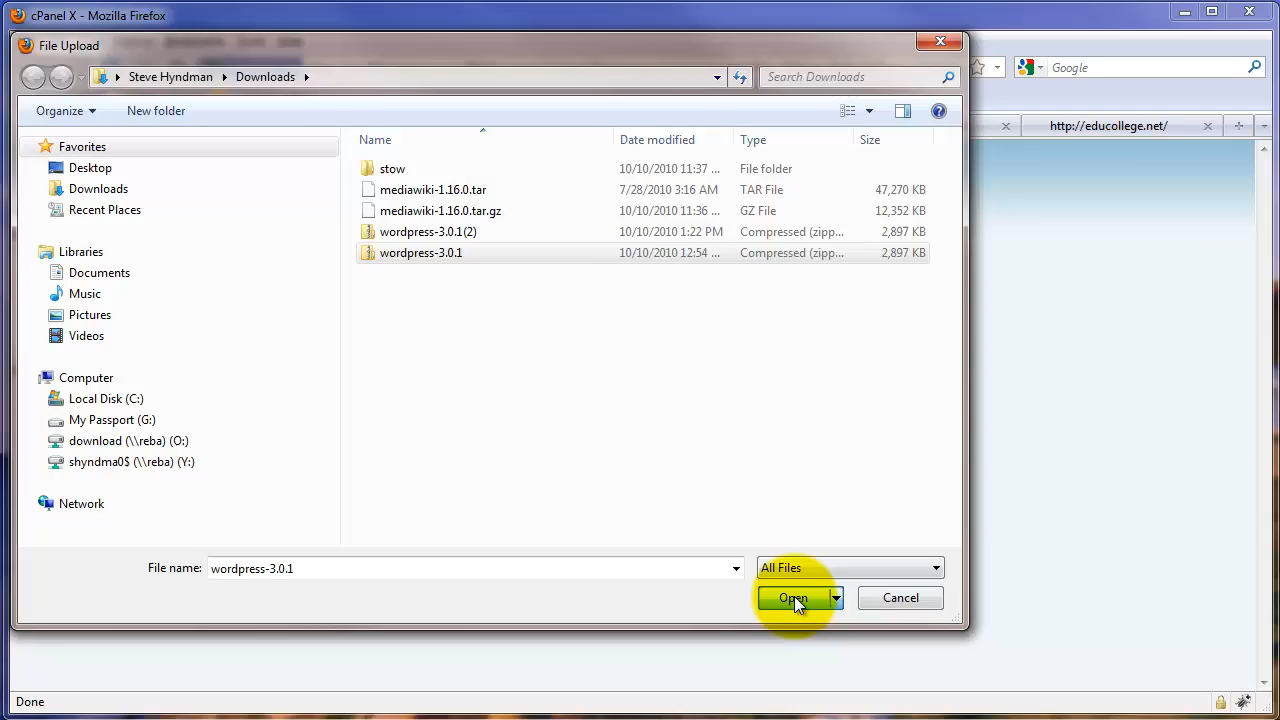 cPanel X - Mozilla Firefox
File Upload
Steve Hyndman Downloads Search Downloads
Google
Organize New folder
http://educollege.net/
Name Date modified Type Size
Favorites
Desktop
Downloads
Recent Places
Libraries
Documents
Music
Pictures
Videos
Computer
Local Disk (C:)
My Passport (G:)
download (\\reba) (O:)
shyndma0$ (\\reba) (Y:)
Network
stow 10/10/2010 11:37 ... File folder
mediawiki-1.16.0.tar 7/28/2010 3:16 AM TAR File 47,270 KB
mediawiki-1.16.0.tar.gz 10/10/2010 11:36 ... GZ File 12,352 KB
wordpress-3.0.1(2) 10/10/2010 1:22 PM Compressed (zipp... 2,897 KB
wordpress-3.0.1 10/10/2010 12:54 ... Compressed (zipp... 2,897 KB
File name: wordpress-3.0.1 All Files
Open Cancel
Done